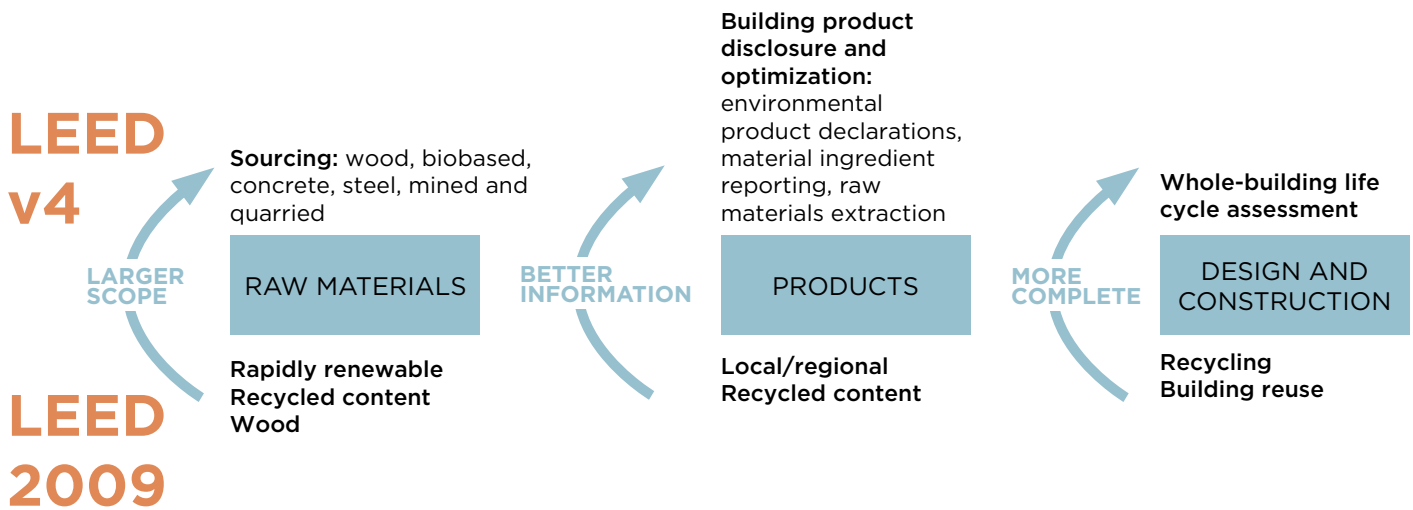 LEED
v4
LARGER
SCOPE
Sourcing: wood, biobased,
concrete, steel, mined and
quarried
RAW MATERIALS
Rapidly renewable
Recycled content
Wood
BETTER
INFORMATION
Building product
disclosure and
optimization:
environmental
product declarations,
material ingredient
reporting, raw
materials extraction
PRODUCTS
Local/regional
Recycled content
MORE
COMPLETE
Whole-building life
cycle assessment
DESIGN AND
CONSTRUCTION
Recycling
Building reuse
LEED
2009